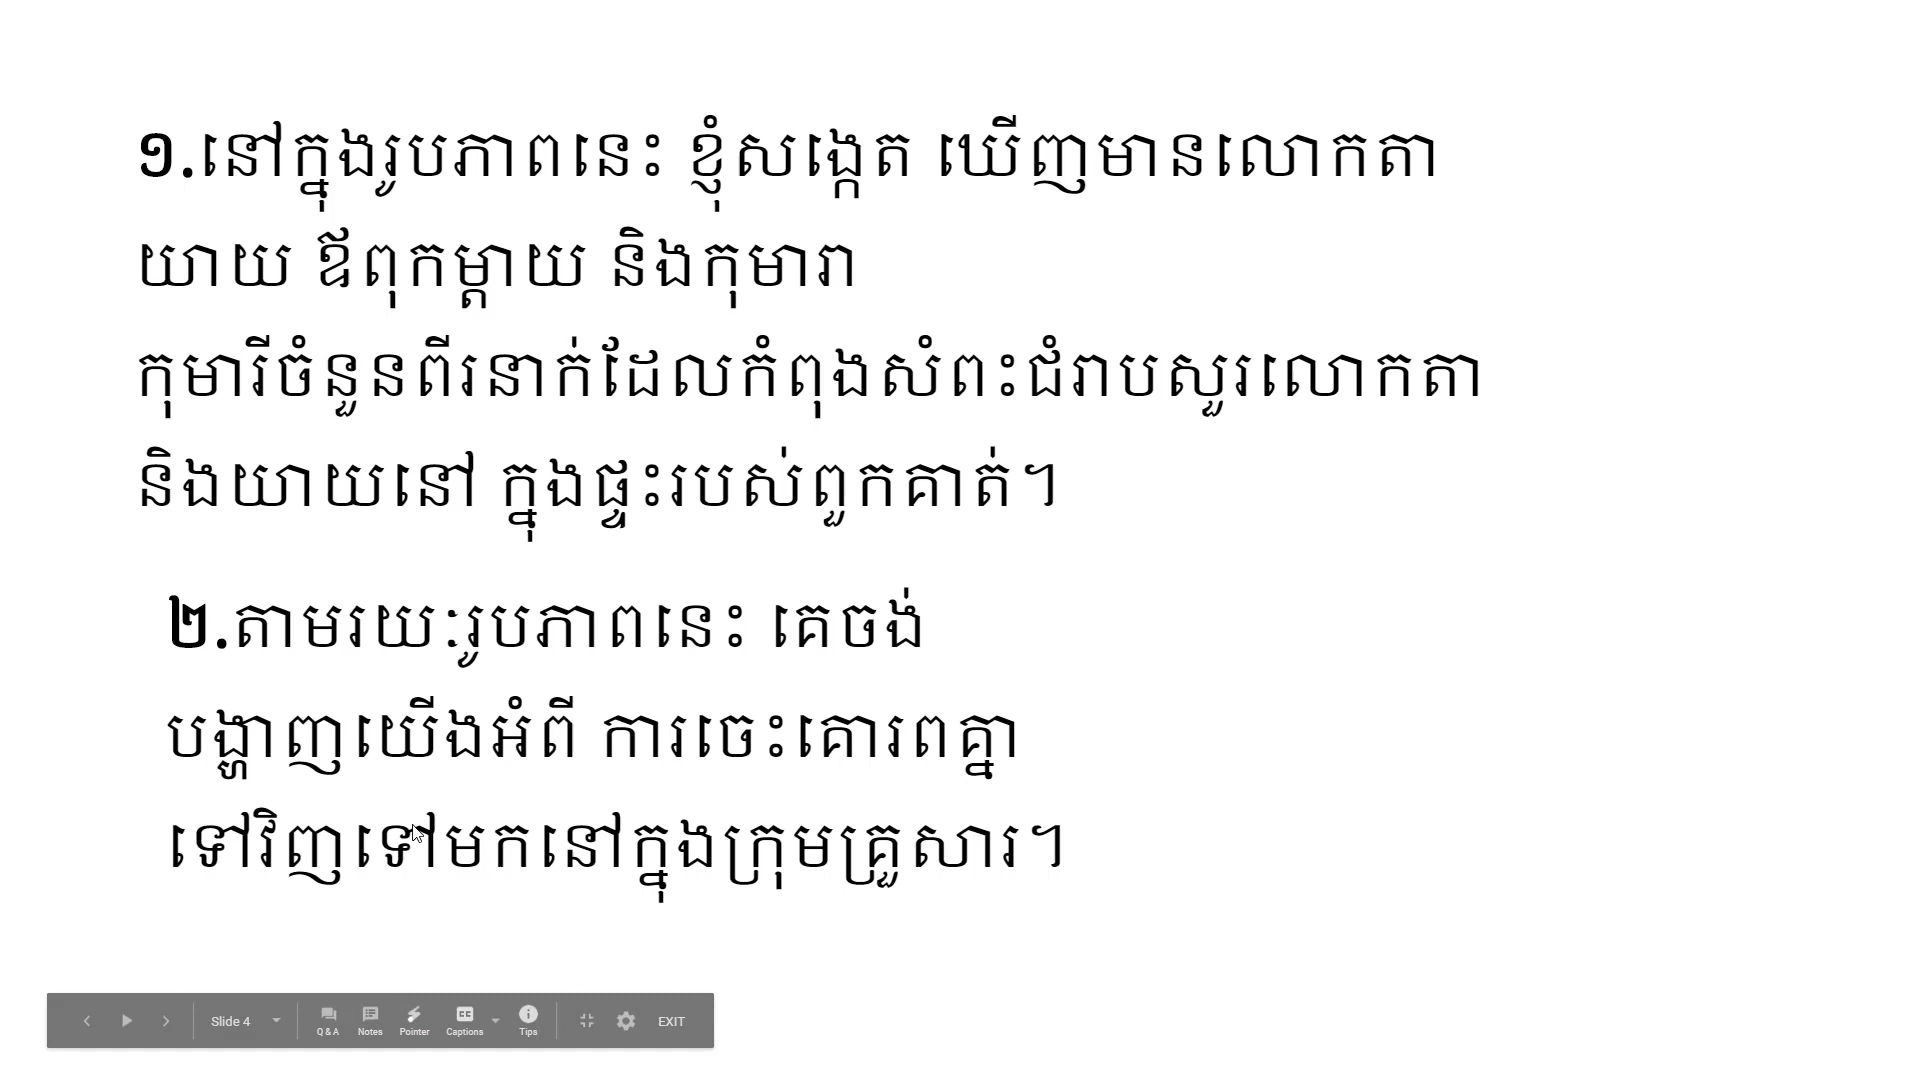 ១.នៅក្នុងរូបភាពនេះ ខ្ញុំសង្កេត ឃើញមានលោកតា
យាយ ឪពុកម្តាយ និងកុមារា
កុមារីចំនួនពីរនាក់ដែលកំពុងសំពះជំរាបសួរលោកតា
និងយាយនៅ ក្នុងផ្ទះរបស់ពួកគាត់។
២.តាមរយៈរូបភាពនេះ គេចង់
បង្ហាញយើងអំពី ការចេះគោរពគ្នា
ទៅវិញទៅមកនៅក្នុងក្រុមគ្រួសារ។
Slide 4 Q & A Notes Pointer Captions Tips EXIT